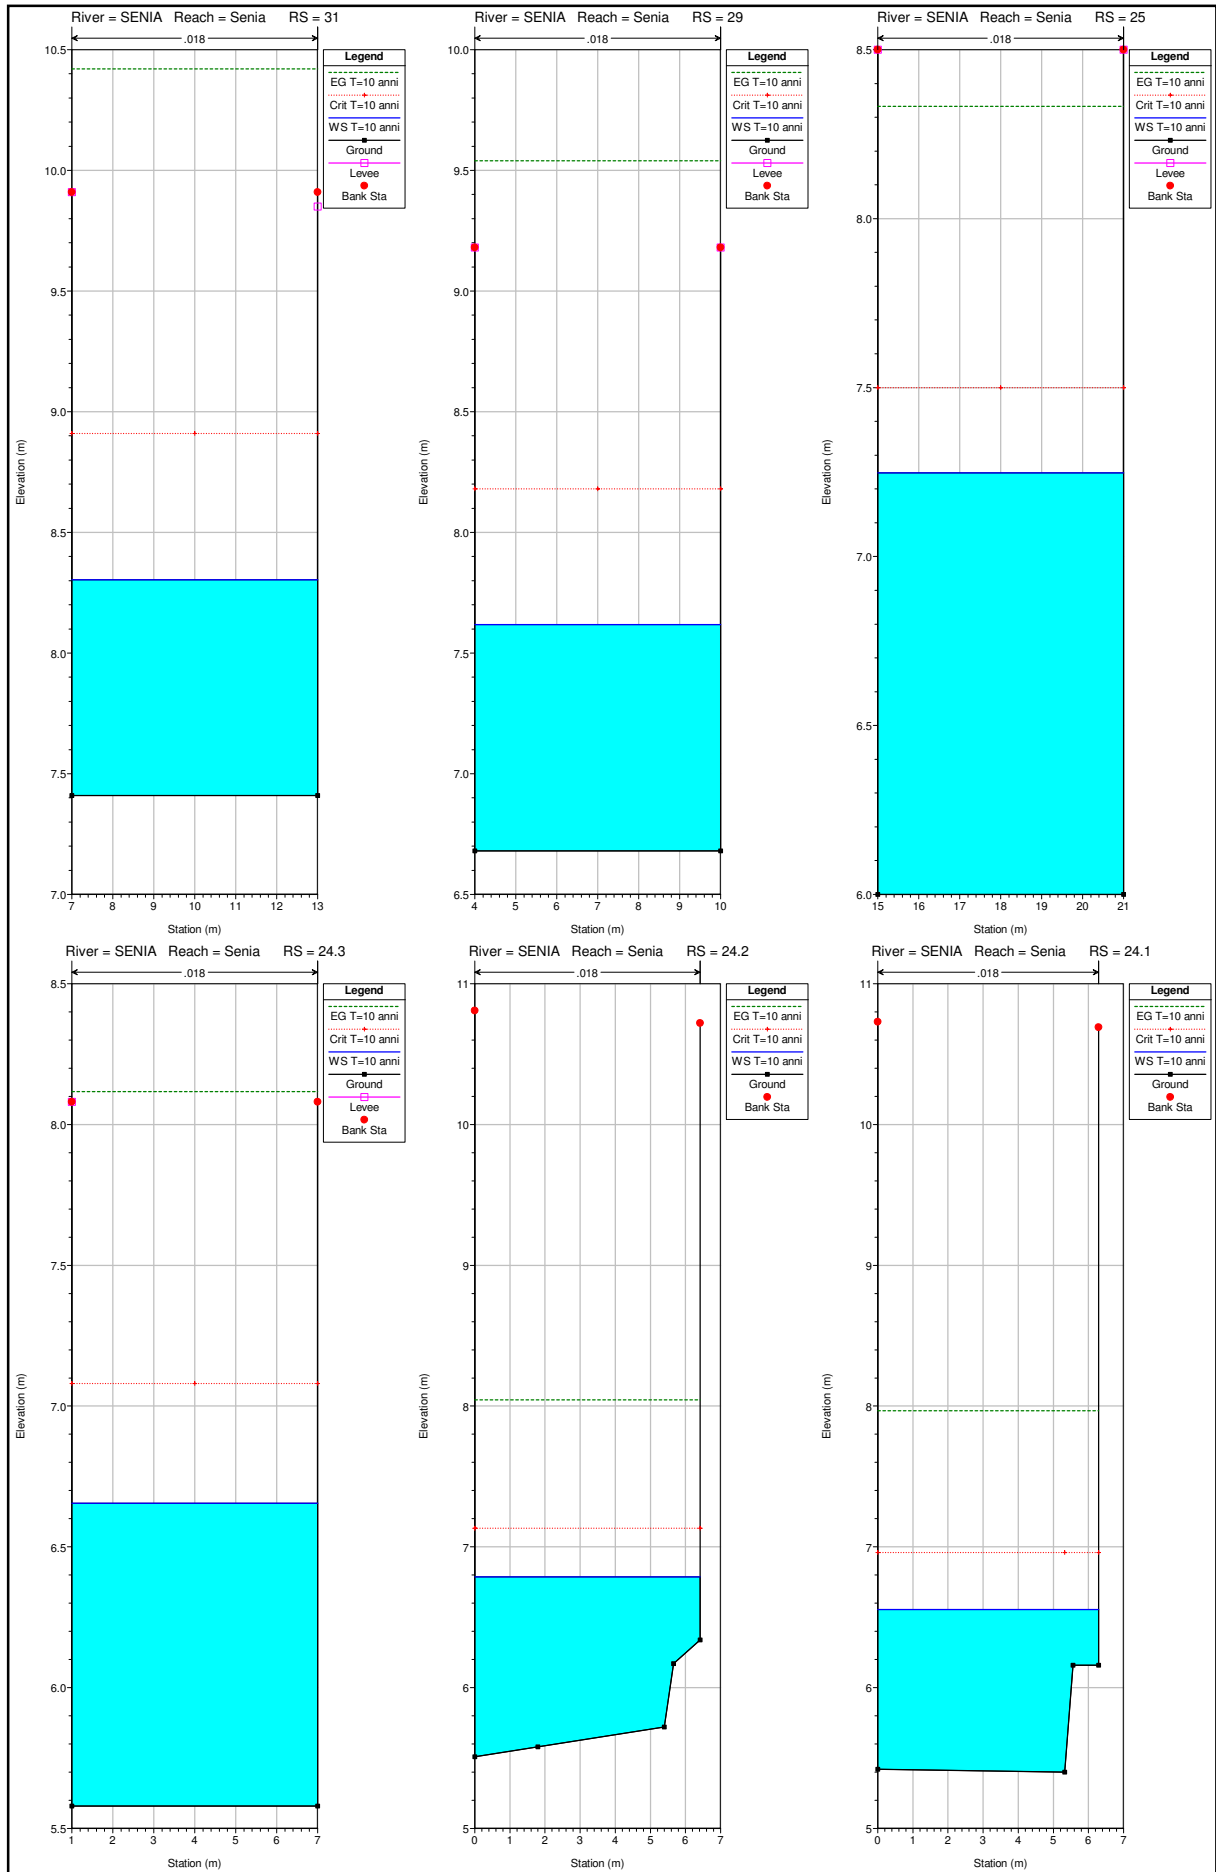 River = SENIA Reach = Senia RS = 31
.018
Legend
EG T=10 anni
Crit T=10 anni
WS T=10 anni
Ground
Levee
Bank Sta
10.5
10.0
9.5
9.0
8.5
8.0
7.5
7.0
7 8 9 10 11 12 13
Elevation (m)
Station (m)
River = SENIA Reach = Senia RS = 29
.018
Legend
EG T=10 anni
Crit T=10 anni
WS T=10 anni
Ground
Levee
Bank Sta
10.0
9.5
9.0
8.5
8.0
7.5
7.0
6.5
4 5 6 7 8 9 10
Elevation (m)
Station (m)
River = SENIA Reach = Senia RS = 25
.018
Legend
EG T=10 anni
Crit T=10 anni
WS T=10 anni
Ground
Levee
Bank Sta
8.5
8.0
7.5
7.0
6.5
6.0
15 16 17 18 19 20 21
Elevation (m)
Station (m)
River = SENIA Reach = Senia RS = 24.3
.018
Legend
EG T=10 anni
Crit T=10 anni
WS T=10 anni
Ground
Levee
Bank Sta
8.5
8.0
7.5
7.0
6.5
6.0
5.5
1 2 3 4 5 6 7
Elevation (m)
Station (m)
River = SENIA Reach = Senia RS = 24.2
.018
Legend
EG T=10 anni
Crit T=10 anni
WS T=10 anni
Ground
Bank Sta
11
10
9
8
7
6
5
0 1 2 3 4 5 6 7
Elevation (m)
Station (m)
River = SENIA Reach = Senia RS = 24.1
.018
Legend
EG T=10 anni
Crit T=10 anni
WS T=10 anni
Ground
Bank Sta
11
10
9
8
7
6
5
0 1 2 3 4 5 6 7
Elevation (m)
Station (m)